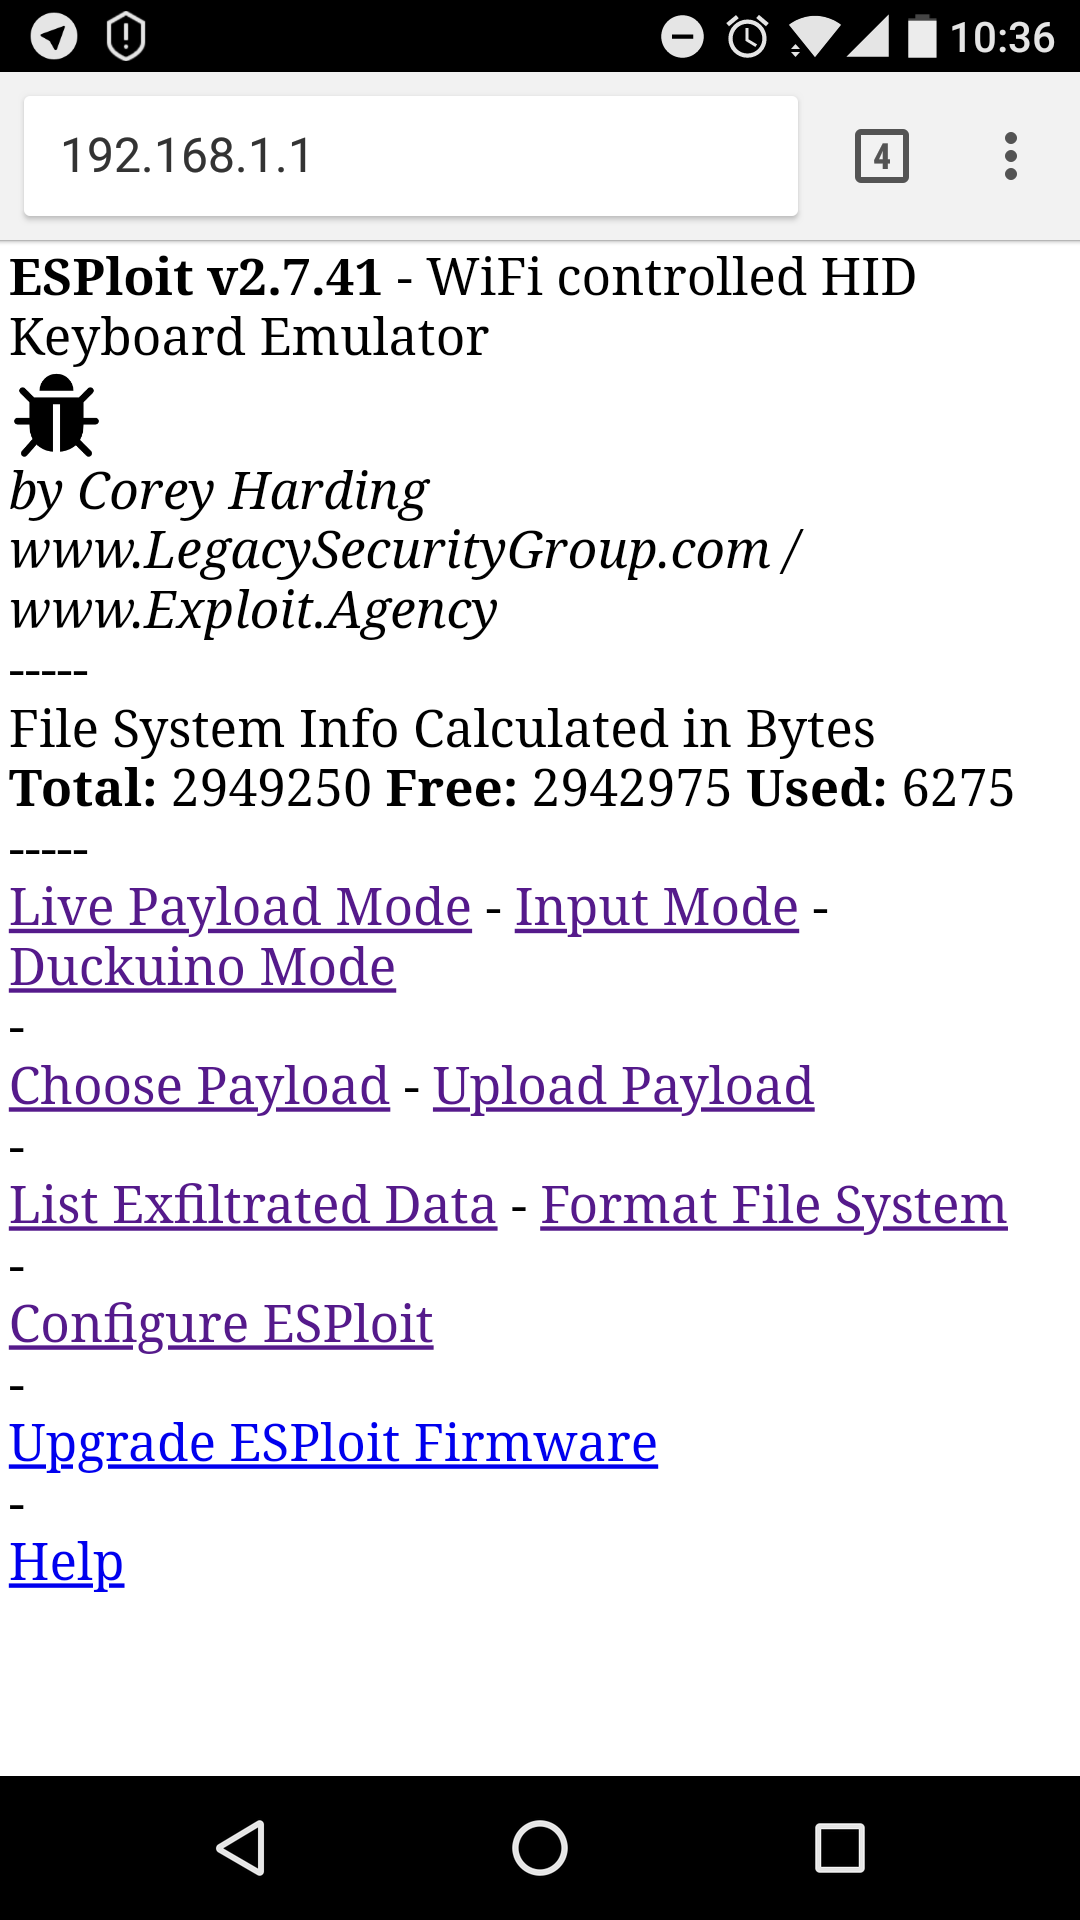 10:36
192.168.1.1
4
ESPloit v2.7.41 - WiFi controlled HID
Keyboard Emulator
by Corey Harding
www.LegacySecurityGroup.com /
www.Exploit.Agency
-----
File System Info Calculated in Bytes
Total: 2949250 Free: 2942975 Used: 6275
-----
Live Payload Mode - Input Mode -
Duckuino Mode
-
Choose Payload - Upload Payload
-
List Exfiltrated Data - Format File System
-
Configure ESPloit
-
Upgrade ESPloit Firmware
-
Help